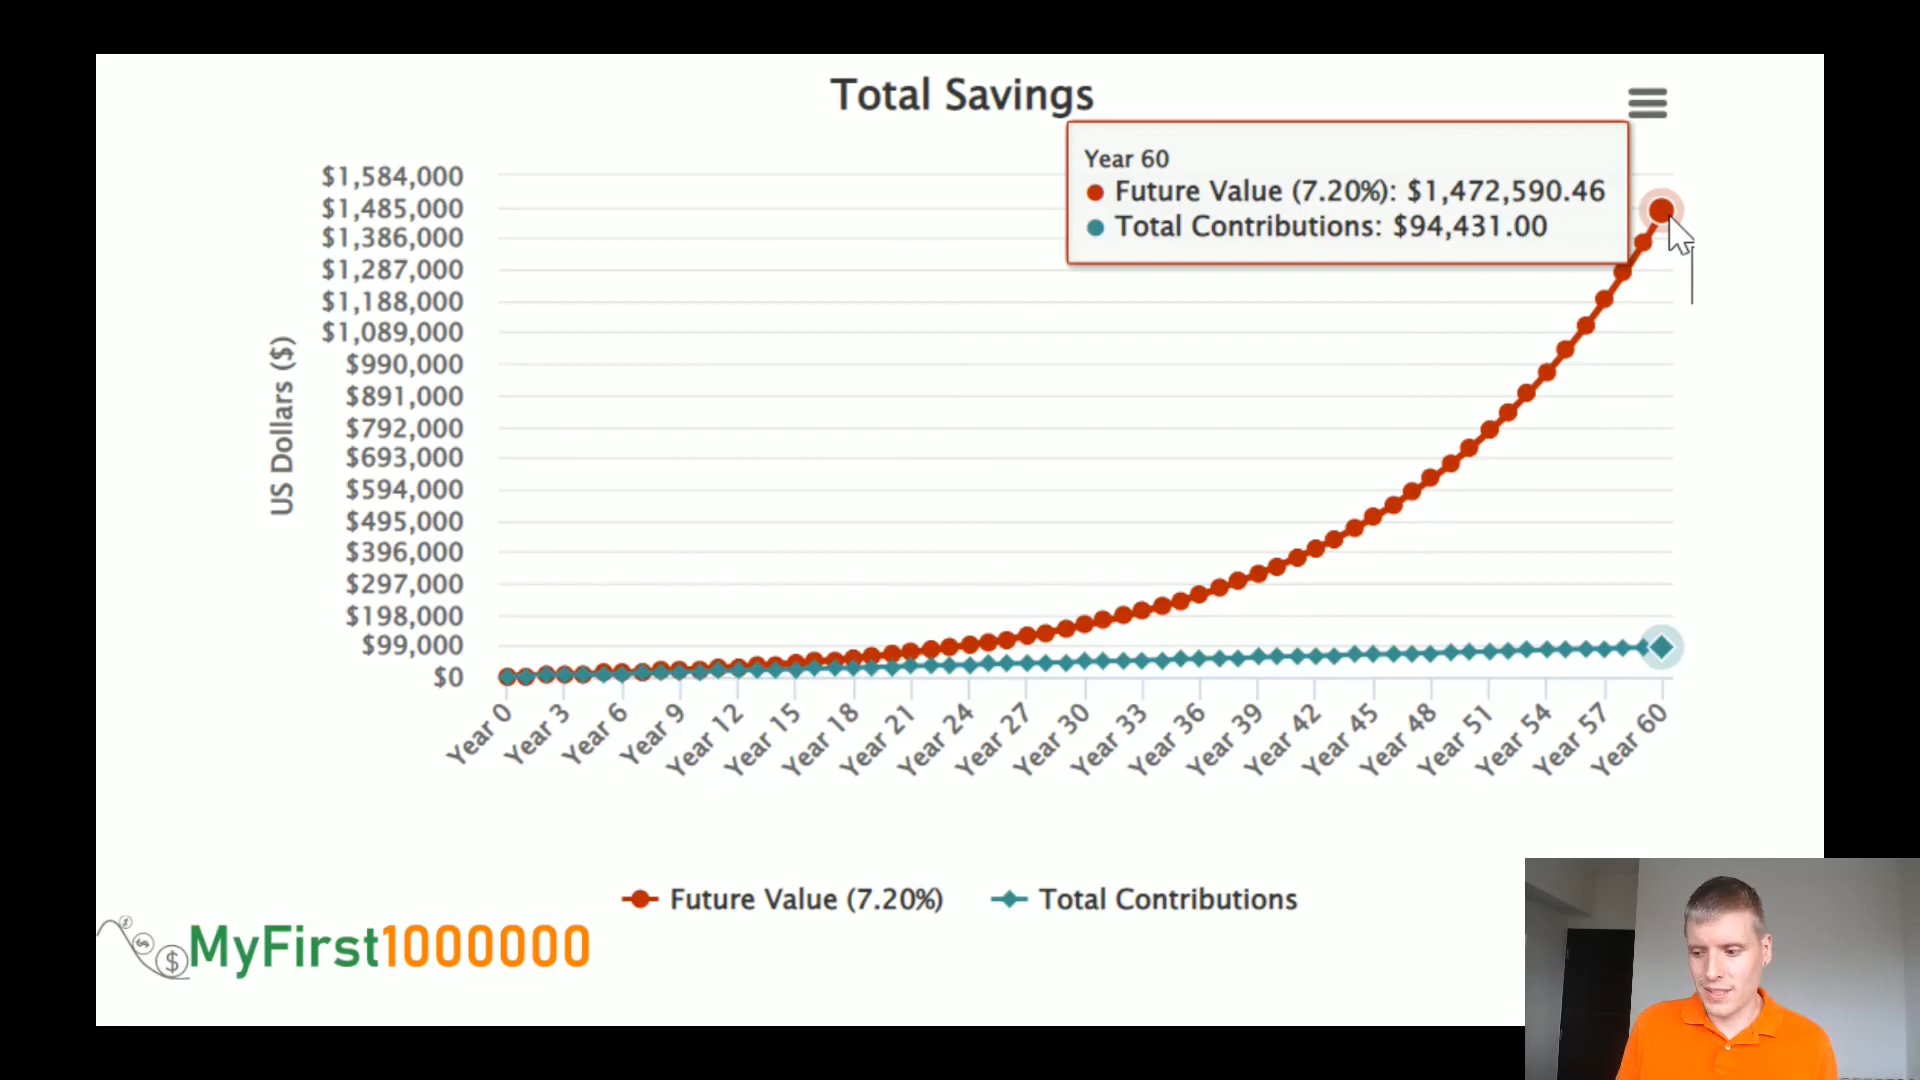 Total Savings
Year 60
Future Value (7.20%): $1,472,590.46
Total Contributions: $94,431.00
$1,584,000
$1,485,000
$1,386,000
$1,287,000
$1,188,000
$1,089,000
$990,000
$891,000
$792,000
$693,000
$594,000
$495,000
$396,000
$297,000
$198,000
$99,000
$0
US Dollars ($)
Year 0
Year 3
Year 6
Year 9
Year 12
Year 15
Year 18
Year 21
Year 24
Year 27
Year 30
Year 33
Year 36
Year 39
Year 42
Year 45
Year 48
Year 51
Year 54
Year 57
Year 60
Future Value (7.20%)
Total Contributions
$
$
$
MyFirst1000000